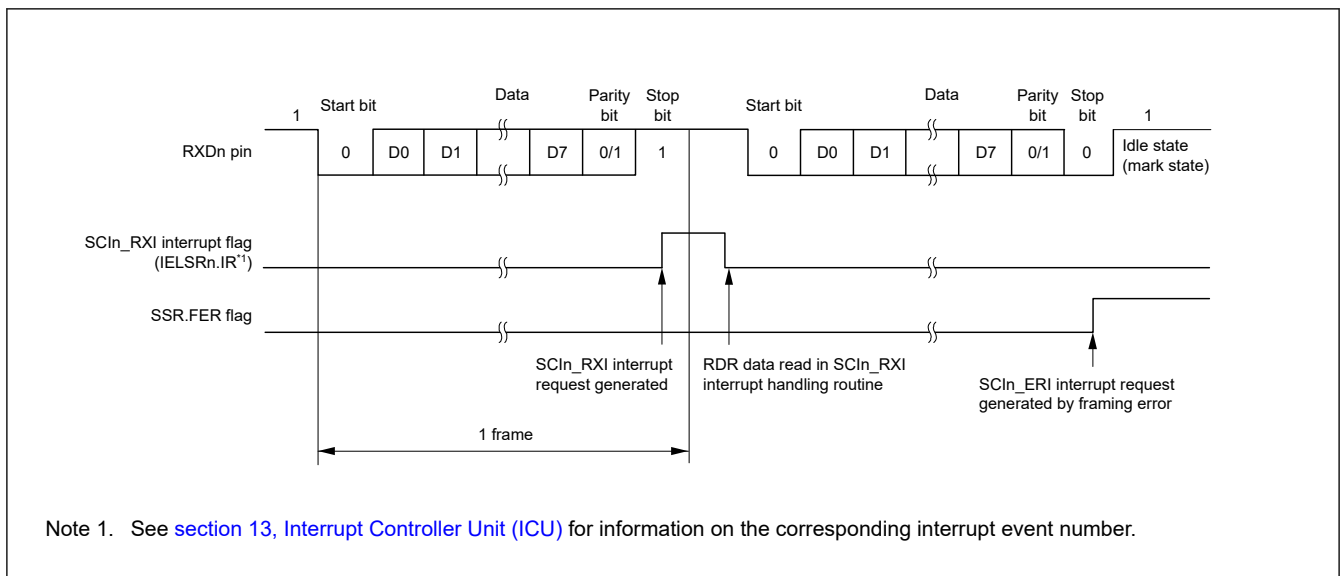 Start bit Data Parity bit Stop bit Start bit Data Parity bit Stop bit
1 1
RXDn pin 0 D0 D1 D7 0/1 1 0 D0 D1 D7 0/1 0 Idle state (mark state)
SCIn_RXI interrupt flag
(IELSRn.IR*1)
SSR.FER flag
SCIn_RXI interrupt
request generated
RDR data read in SCIn_RXI
interrupt handling routine
SCIn_ERI interrupt request
generated by framing error
1 frame
Note 1. See section 13, Interrupt Controller Unit (ICU) for information on the corresponding interrupt event number.